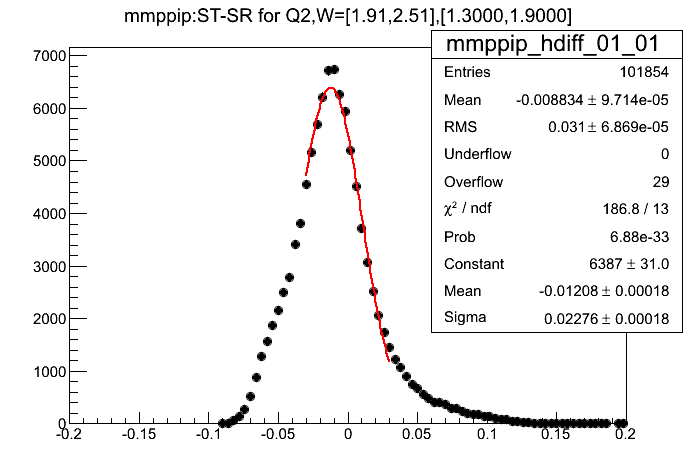 mmppip:ST-SR for Q2,W=[1.91,2.51],[1.3000,1.9000]
mmppip_hdiff_01_01
Entries 101854
Mean -0.008834 ± 9.714e-05
RMS 0.031 ± 6.869e-05
Underflow 0
Overflow 29
χ² / ndf 186.8 / 13
Prob 6.88e-33
Constant 6387 ± 31.0
Mean -0.01208 ± 0.00018
Sigma 0.02276 ± 0.00018
7000
6000
5000
4000
3000
2000
1000
0
-0.2 -0.15 -0.1 -0.05 0 0.05 0.1 0.15 0.2